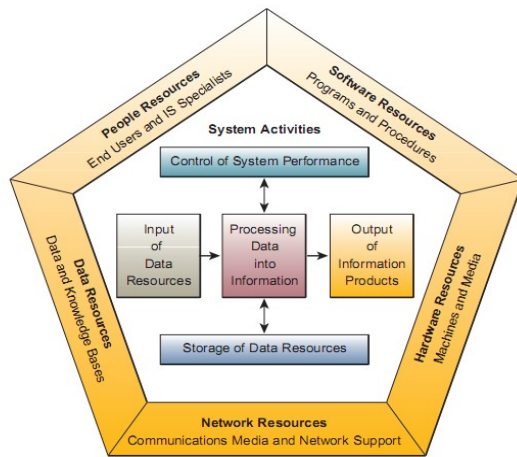 People Resources
End Users and IS Specialists
Software Resources
Programs and Procedures
System Activities
Control of System Performance
Input
of
Data
Resources
Processing
Data
into
Information
Output
of
Information
Products
Storage of Data Resources
Data Resources
Data and Knowledge Bases
Hardware Resources
Machines and Media
Network Resources
Communications Media and Network Support